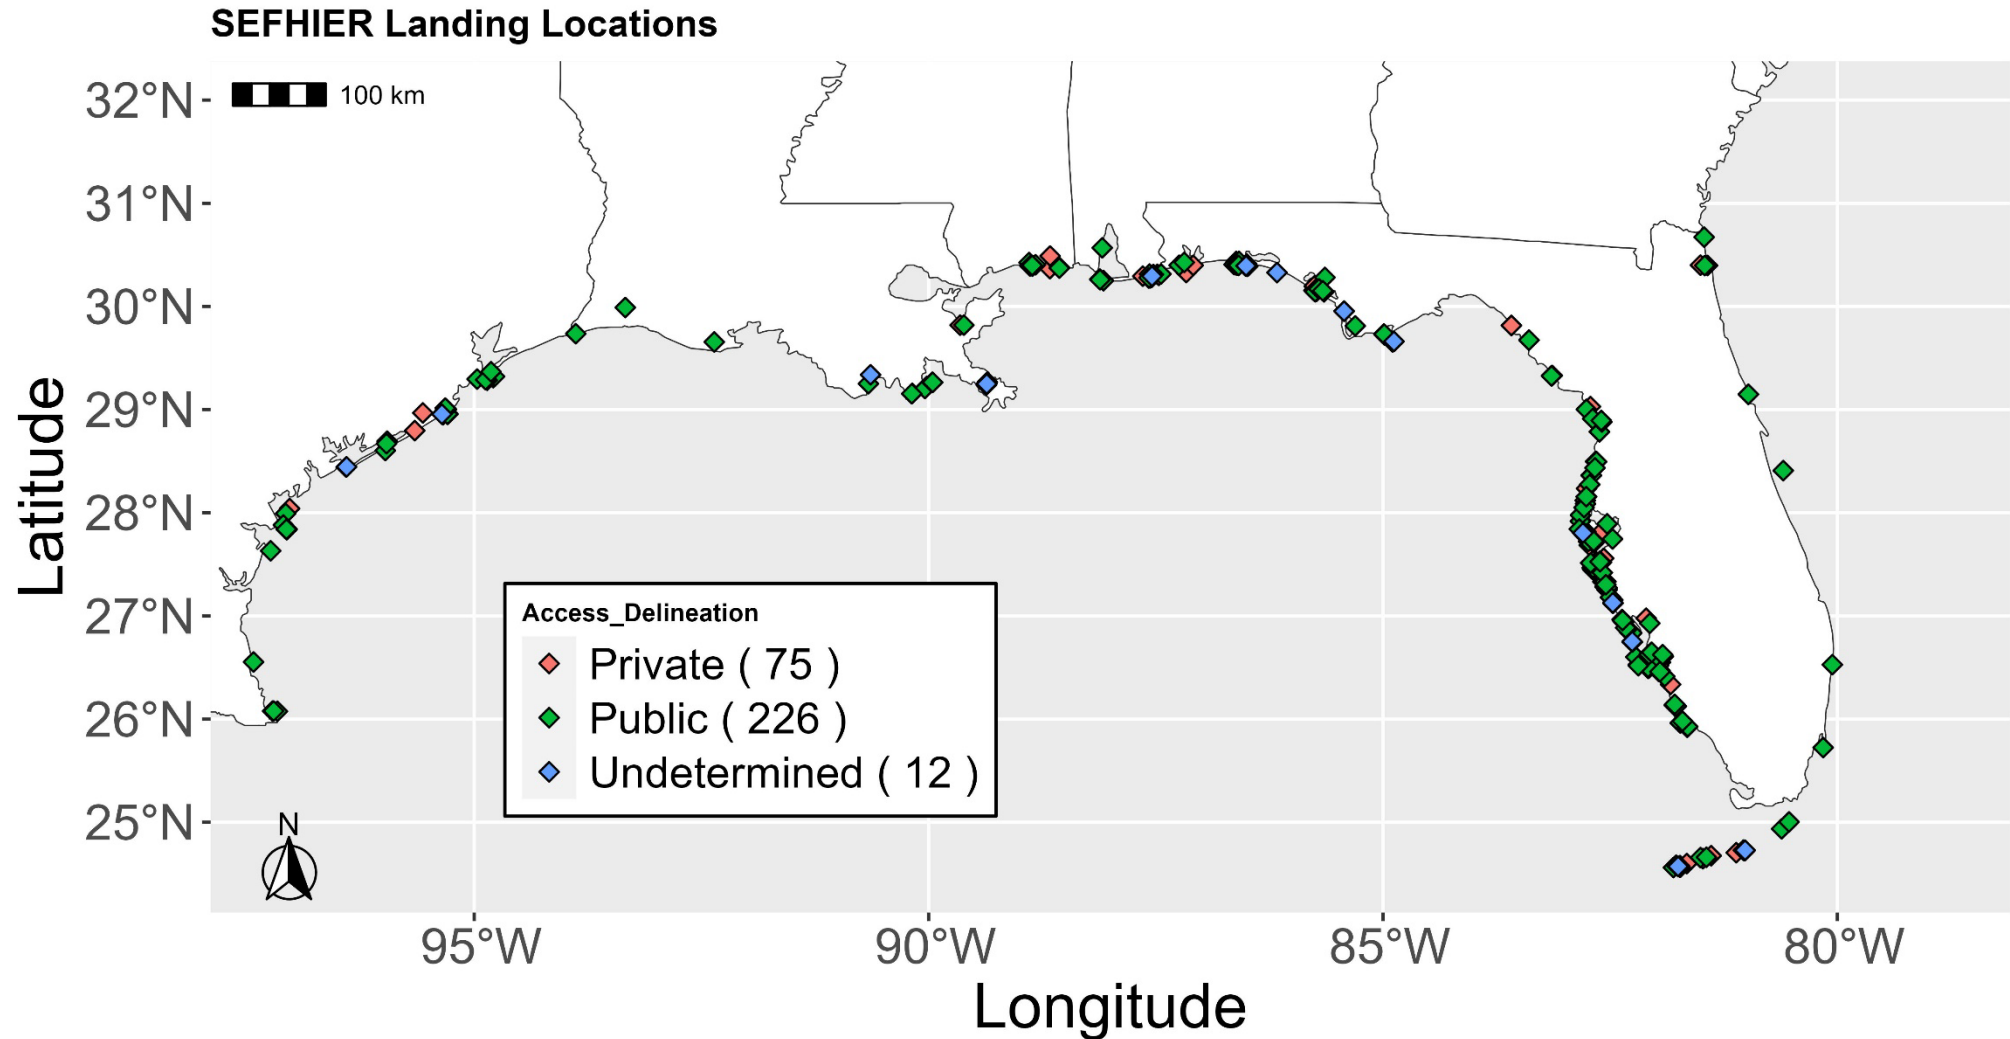 SEFHIER Landing Locations
100 km
32°N
31°N
30°N
29°N
28°N
27°N
26°N
25°N
Latitude
Access_Delineation
Private ( 75 )
Public ( 226 )
Undetermined ( 12 )
N
95°W 90°W 85°W 80°W
Longitude